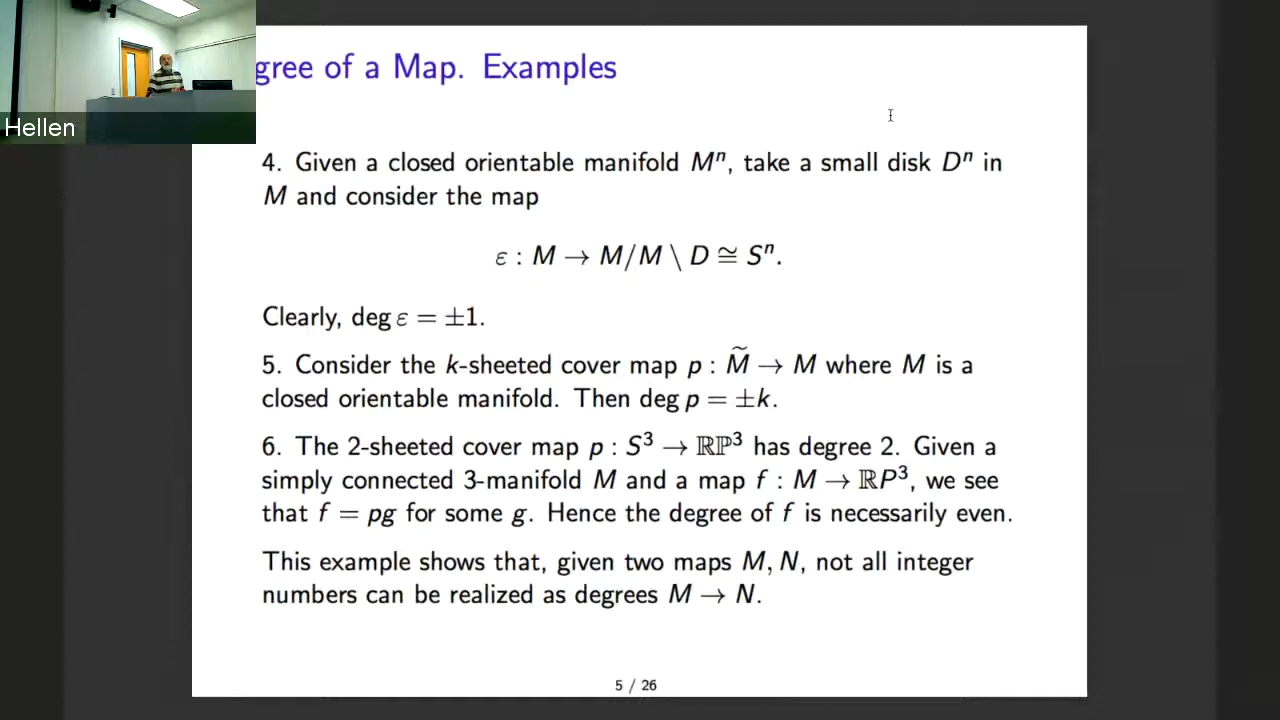 gree of a Map. Examples
Hellen
4. Given a closed orientable manifold Mⁿ, take a small disk Dⁿ in
M and consider the map
ε : M → M/M \ D ≅ Sⁿ.
Clearly, deg ε = ±1.
5. Consider the k-sheeted cover map p : M̃ → M where M is a
closed orientable manifold. Then deg p = ±k.
6. The 2-sheeted cover map p : S³ → ℝℙ³ has degree 2. Given a
simply connected 3-manifold M and a map f : M → ℝP³, we see
that f = pg for some g. Hence the degree of f is necessarily even.
This example shows that, given two maps M, N, not all integer
numbers can be realized as degrees M → N.
5 / 26